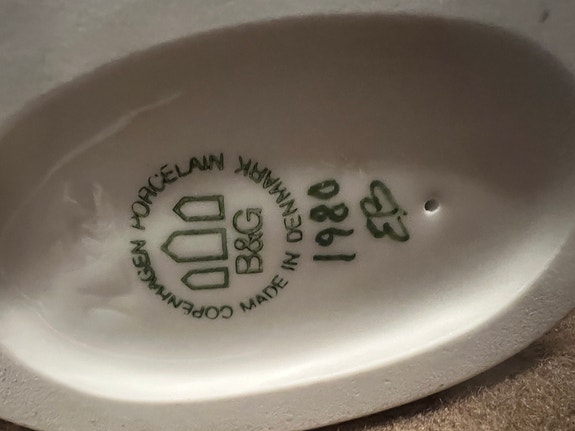 COPENHAGEN PORCELAIN
B&G
MADE IN DENMARK
1980